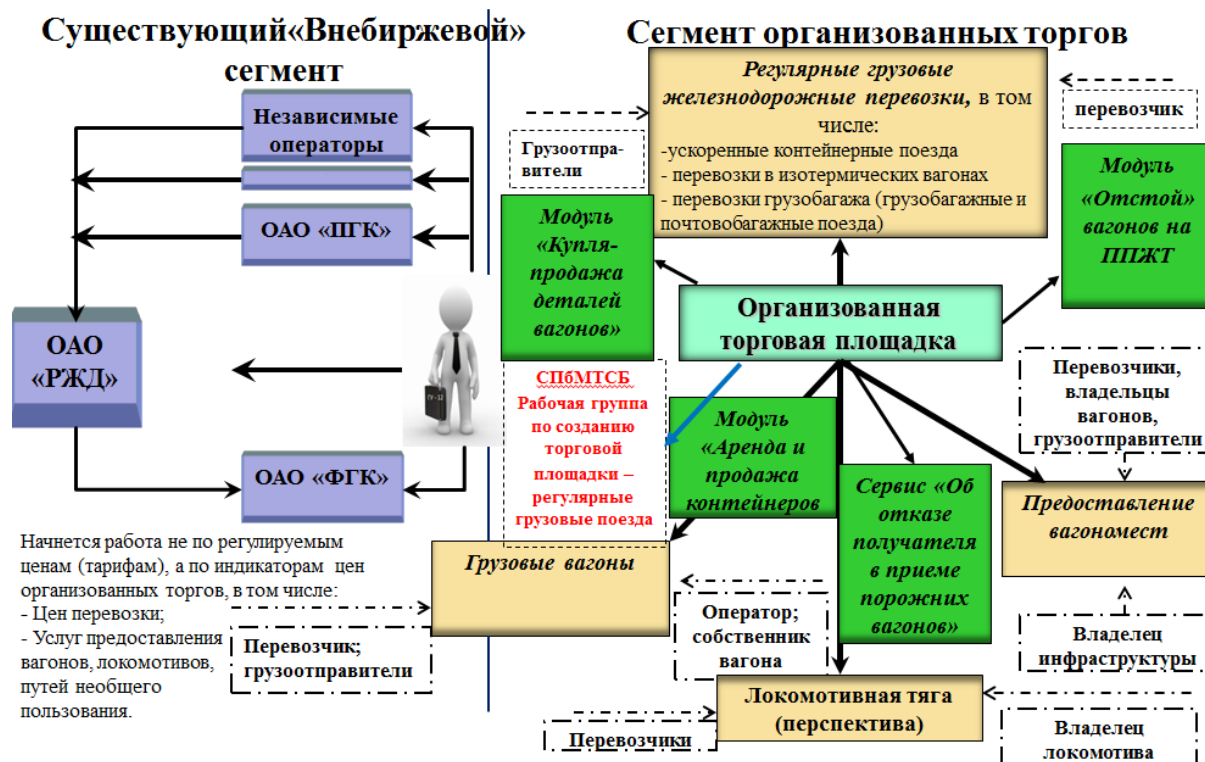 Существующий«Внебиржевой»
сегмент
Независимые
операторы
ОАО «ПГК»
ОАО
«РЖД»
ОАО «ФГК»
Начнется работа не по регулируемым
ценам (тарифам), а по индикаторам цен
организованных торгов, в том числе:
- Цен перевозки;
- Услуг предоставления
вагонов, локомотивов,
путей необщего
пользования.
Сегмент организованных торгов
Регулярные грузовые
железнодорожные перевозки, в том
числе:
-ускоренные контейнерные поезда
- перевозки в изотермических вагонах
- перевозки грузобагажа (грузобагажные и
почтовобагажные поезда)
перевозчик
Грузоотпра-
вители
Модуль
«Купля-
продажа
деталей
вагонов»
Модуль
«Отстой»
вагонов на
ППЖТ
Организованная
торговая площадка
СПбМТСБ
Рабочая группа
по созданию
торговой
площадки –
регулярные
грузовые поезда
Модуль
«Аренда и
продажа
контейнеров
Сервис «Об
отказе
получателя
в приеме
порожних
вагонов»
Перевозчики,
владельцы
вагонов,
грузоотправители
Предоставление
вагономест
Владелец
инфраструктуры
Грузовые вагоны
Перевозчик;
грузоотправители
Оператор;
собственник
вагона
Локомотивная тяга
(перспектива)
Перевозчики
Владелец
локомотива